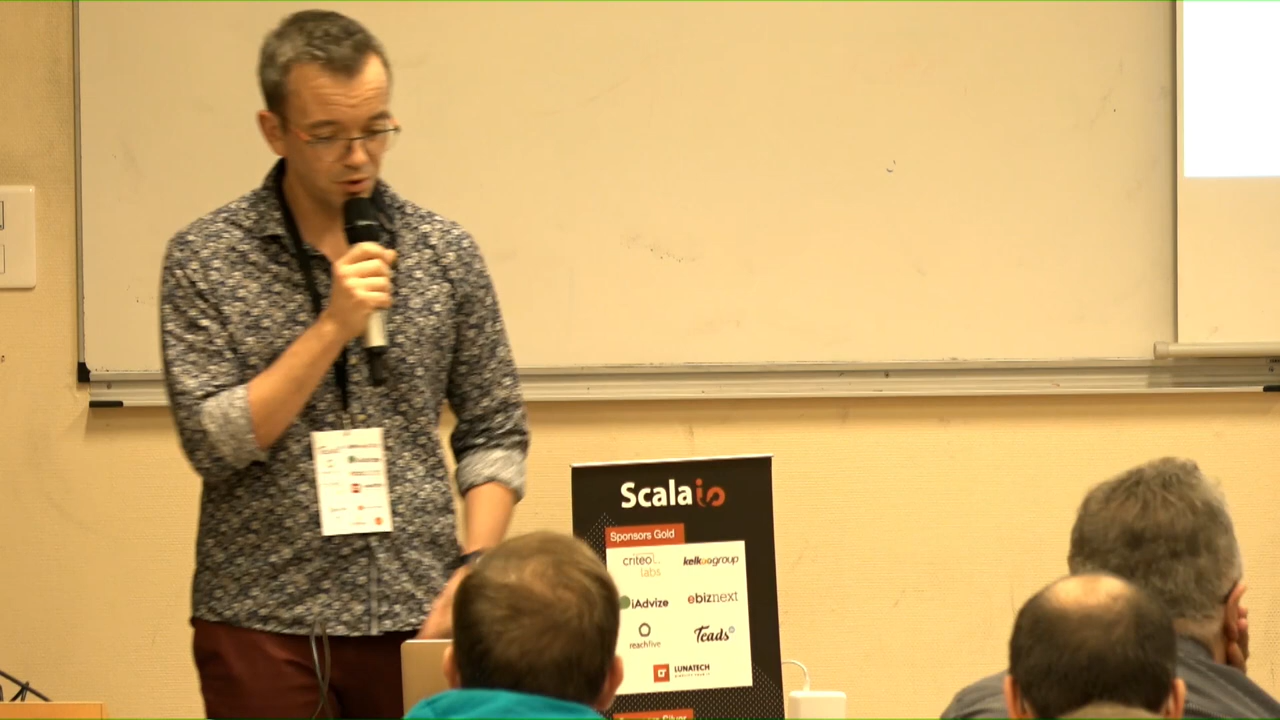 Scalaio
Sponsors Gold
criteo labs
kelkoogroup
iAdvize
ebiznext
reachfive
Teads
LUNATECH